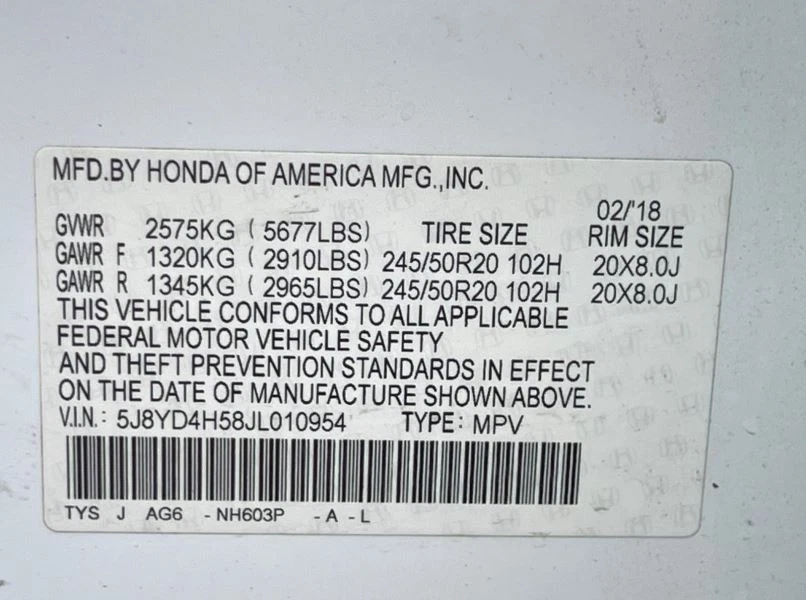 MFD.BY HONDA OF AMERICA MFG.,INC.
02/'18
GVWR 2575KG ( 5677LBS) TIRE SIZE RIM SIZE
GAWR F 1320KG ( 2910LBS) 245/50R20 102H 20X8.0J
GAWR R 1345KG ( 2965LBS) 245/50R20 102H 20X8.0J
THIS VEHICLE CONFORMS TO ALL APPLICABLE
FEDERAL MOTOR VEHICLE SAFETY
AND THEFT PREVENTION STANDARDS IN EFFECT
ON THE DATE OF MANUFACTURE SHOWN ABOVE.
V.I.N.: 5J8YD4H58JL010954 TYPE: MPV
TYS J AG6 - NH603P - A - L